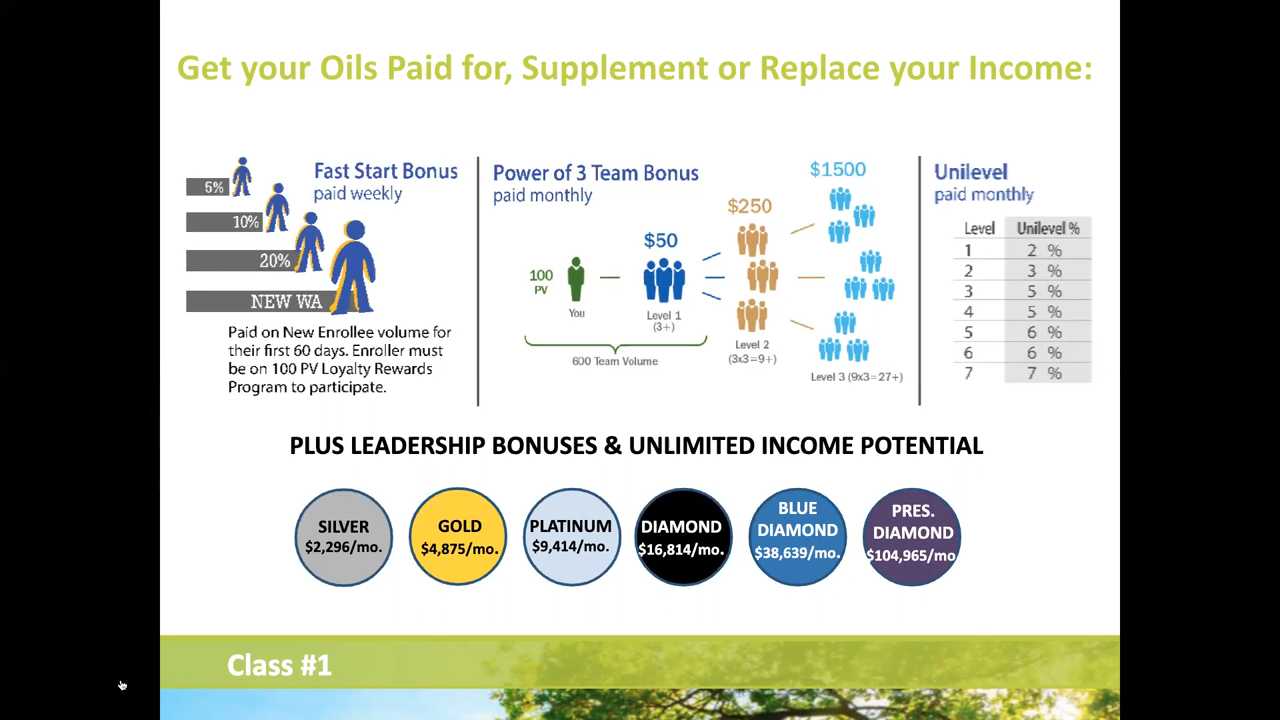 Get your Oils Paid for, Supplement or Replace your Income:
5%
10%
20%
NEW WA
Fast Start Bonus
paid weekly
Paid on New Enrollee volume for
their first 60 days. Enroller must
be on 100 PV Loyalty Rewards
Program to participate.
Power of 3 Team Bonus
paid monthly
100
PV
You
$50
Level 1
(3+)
600 Team Volume
$250
Level 2
(3x3=9+)
$1500
Level 3 (9x3=27+)
Unilevel
paid monthly
Level Unilevel %
1 2 %
2 3 %
3 5 %
4 5 %
5 6 %
6 6 %
7 7 %
PLUS LEADERSHIP BONUSES & UNLIMITED INCOME POTENTIAL
SILVER
$2,296/mo.
GOLD
$4,875/mo.
PLATINUM
$9,414/mo.
DIAMOND
$16,814/mo.
BLUE
DIAMOND
$38,639/mo.
PRES.
DIAMOND
$104,965/mo
Class #1